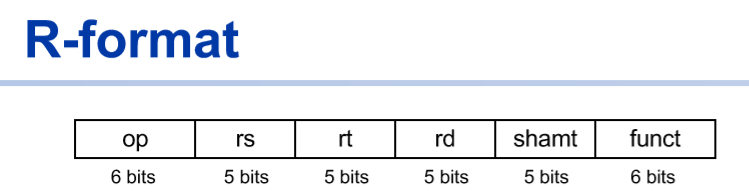 R-format
op rs rt rd shamt funct
6 bits 5 bits 5 bits 5 bits 5 bits 6 bits